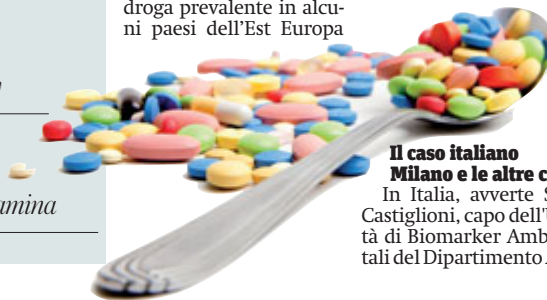 droga prevalente in alcu-
ni paesi dell'Est Europa
Il caso italiano
Milano e le altre
In Italia, avverte
Castiglioni, capo dell'
tà di Biomarker Amb
tali del Dipartimento